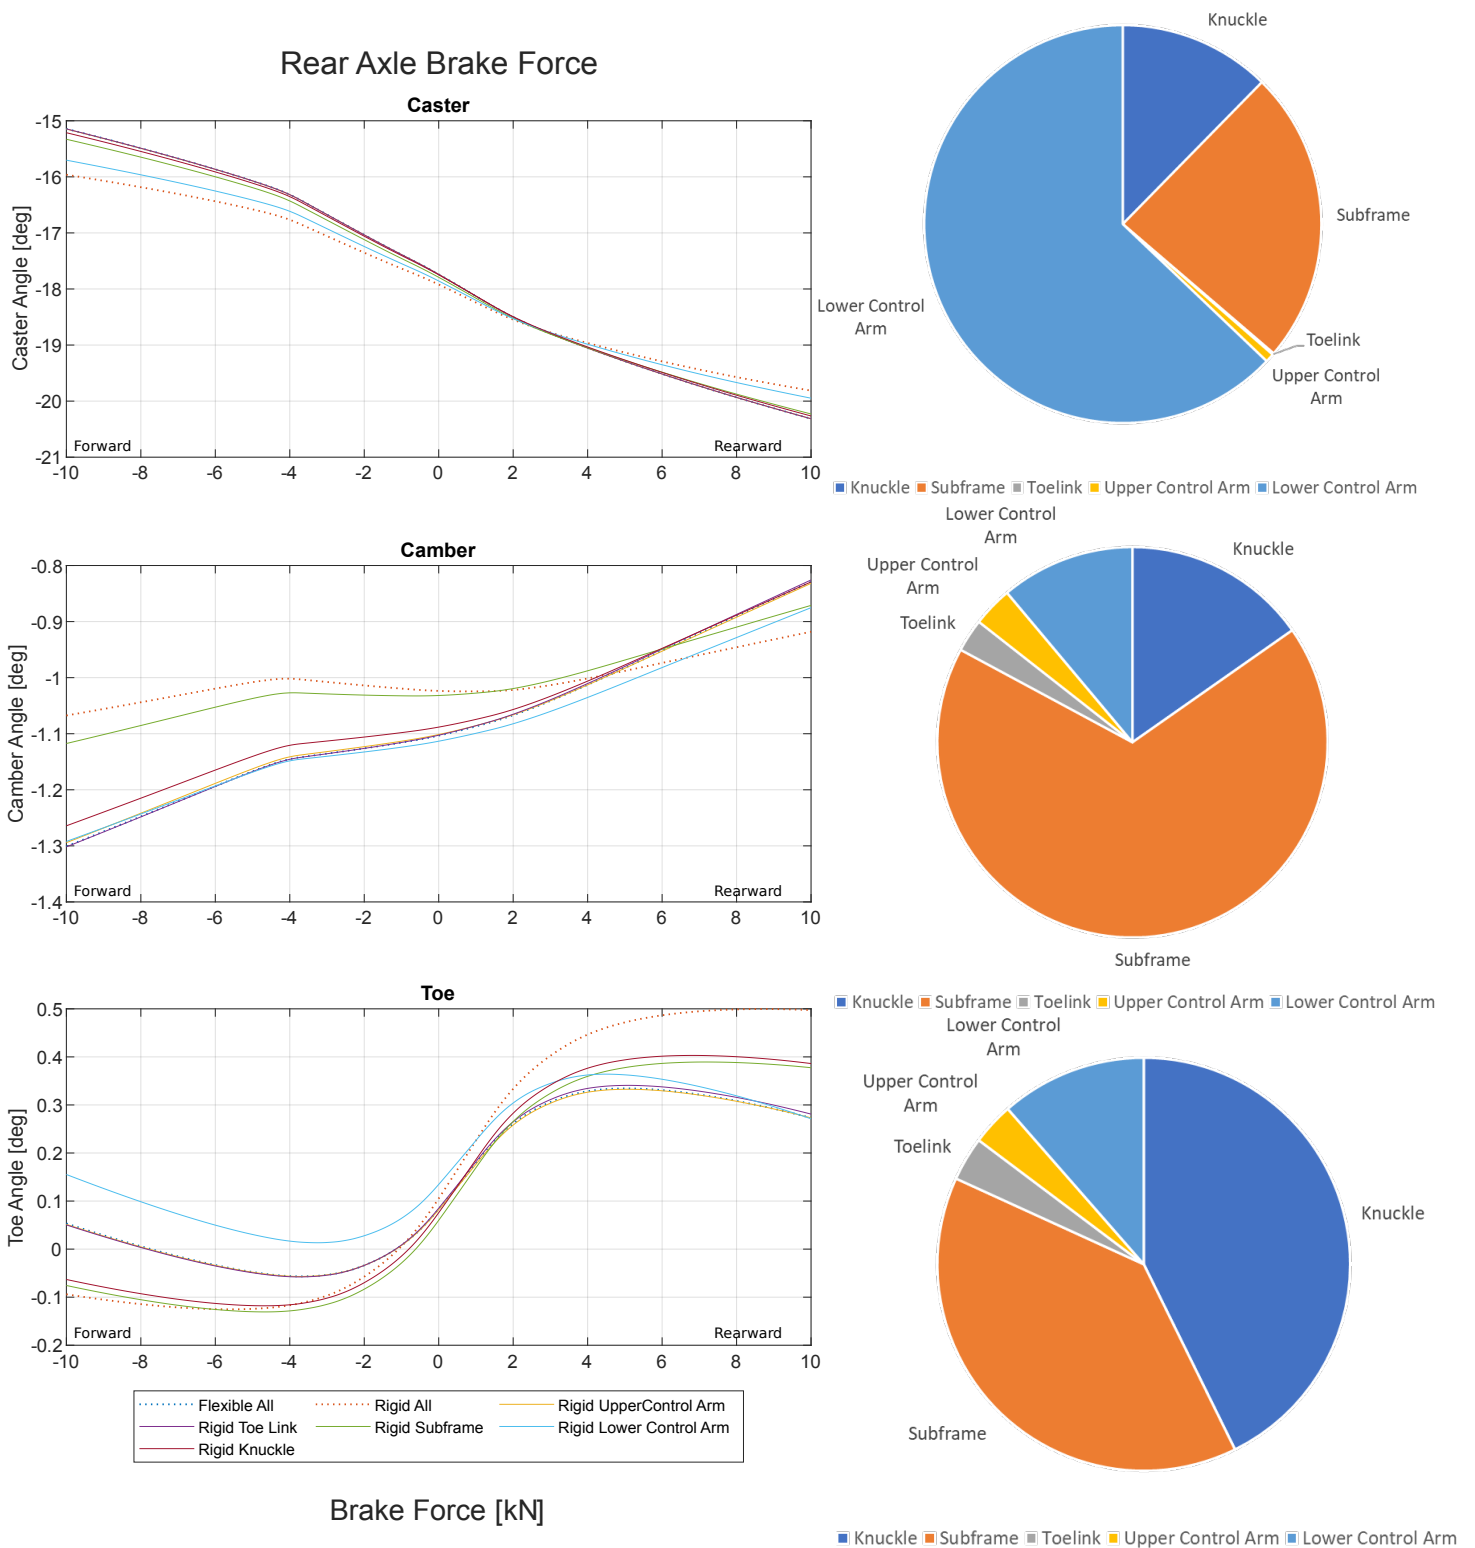 Rear Axle Brake Force
Caster
Caster Angle [deg]
-15
-16
-17
-18
-19
-20
-21
Forward
Rearward
-10 -8 -6 -4 -2 0 2 4 6 8 10
Knuckle
Subframe
Toelink
Upper Control
Arm
Lower Control
Arm
Knuckle Subframe Toelink Upper Control Arm Lower Control Arm
Camber
Camber Angle [deg]
-0.8
-0.9
-1
-1.1
-1.2
-1.3
-1.4
Forward
Rearward
-10 -8 -6 -4 -2 0 2 4 6 8 10
Lower Control
Arm
Knuckle
Upper Control
Arm
Toelink
Subframe
Knuckle Subframe Toelink Upper Control Arm Lower Control Arm
Toe
Toe Angle [deg]
0.5
0.4
0.3
0.2
0.1
0
-0.1
-0.2
Forward
Rearward
-10 -8 -6 -4 -2 0 2 4 6 8 10
Lower Control
Arm
Upper Control
Arm
Toelink
Knuckle
Subframe
Flexible All Rigid All Rigid UpperControl Arm
Rigid Toe Link Rigid Subframe Rigid Lower Control Arm
Rigid Knuckle
Brake Force [kN]
Knuckle Subframe Toelink Upper Control Arm Lower Control Arm